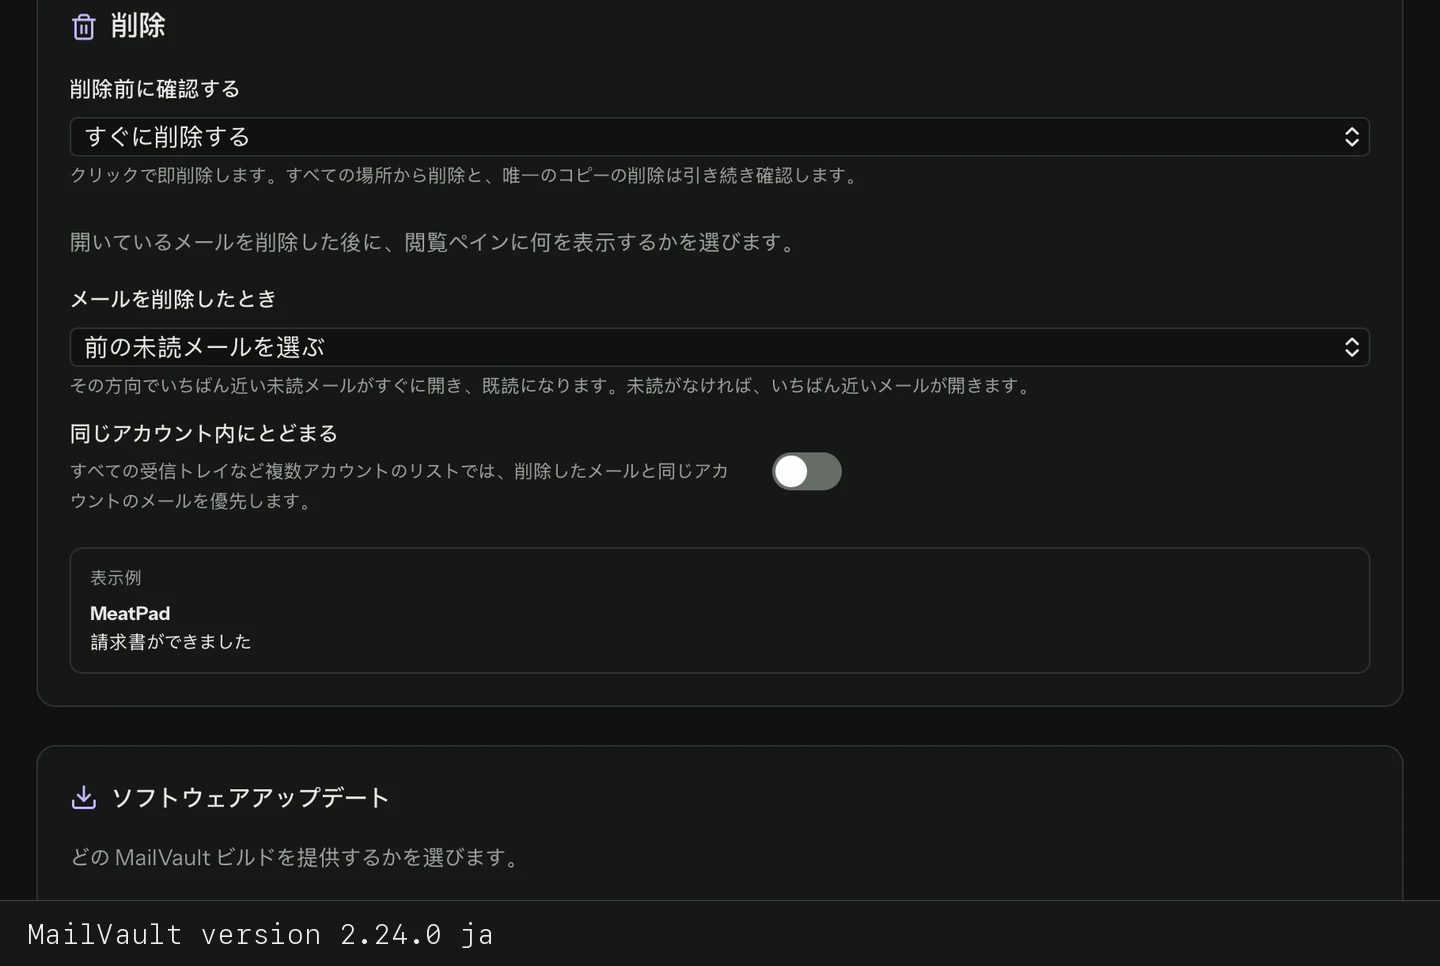 削除
削除前に確認する
すぐに削除する
クリックで即削除します。すべての場所から削除と、唯一のコピーの削除は引き続き確認します。
開いているメールを削除した後に、閲覧ペインに何を表示するかを選びます。
メールを削除したとき
前の未読メールを選ぶ
その方向でいちばん近い未読メールがすぐに開き、既読になります。未読がなければ、いちばん近いメールが開きます。
同じアカウント内にとどまる
すべての受信トレイなど複数アカウントのリストでは、削除したメールと同じアカ
ウントのメールを優先します。
表示例
MeatPad
請求書ができました
ソフトウェアアップデート
どの MailVault ビルドを提供するかを選びます。
MailVault version 2.24.0 ja